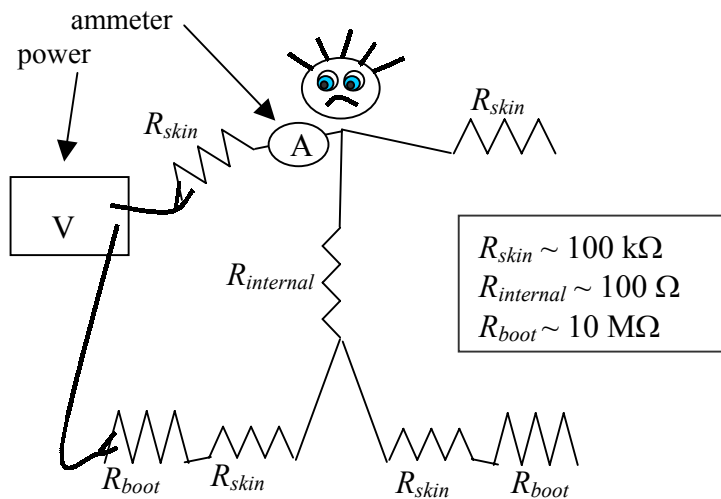 ammeter
power
R_skin
R_skin
A
V
R_skin ~ 100 kΩ
R_internal ~ 100 Ω
R_boot ~ 10 MΩ
R_internal
R_boot
R_skin
R_skin
R_boot